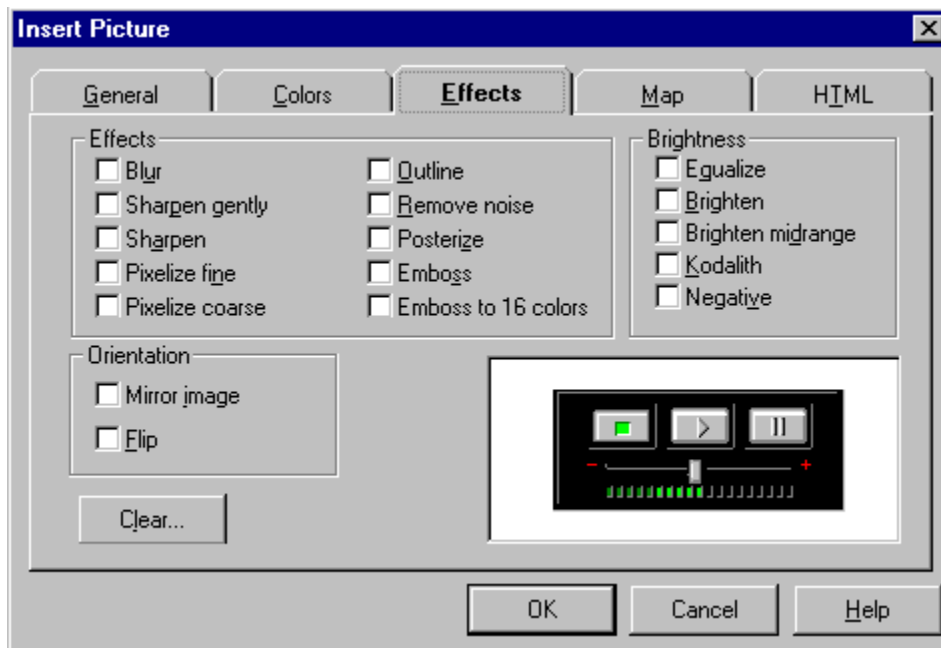 Insert Picture
General Colors Effects Map HTML
Effects
Blur
Sharpen gently
Sharpen
Pixelize fine
Pixelize coarse
Outline
Remove noise
Posterize
Emboss
Emboss to 16 colors
Brightness
Equalize
Brighten
Brighten midrange
Kodalith
Negative
Orientation
Mirror image
Flip
Clear...
- +
OK Cancel Help